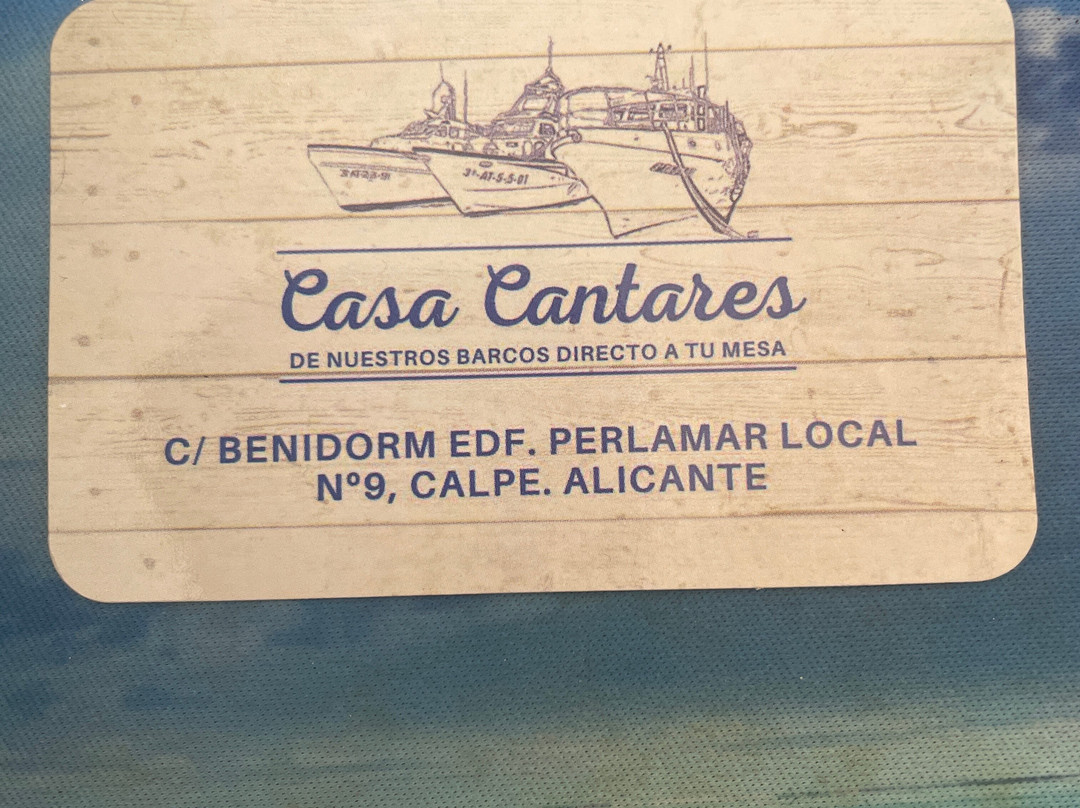 3ª-AT-5-5-01
Casa Cantares
DE NUESTROS BARCOS DIRECTO A TU MESA
C/ BENIDORM EDF. PERLAMAR LOCAL
Nº9, CALPE. ALICANTE